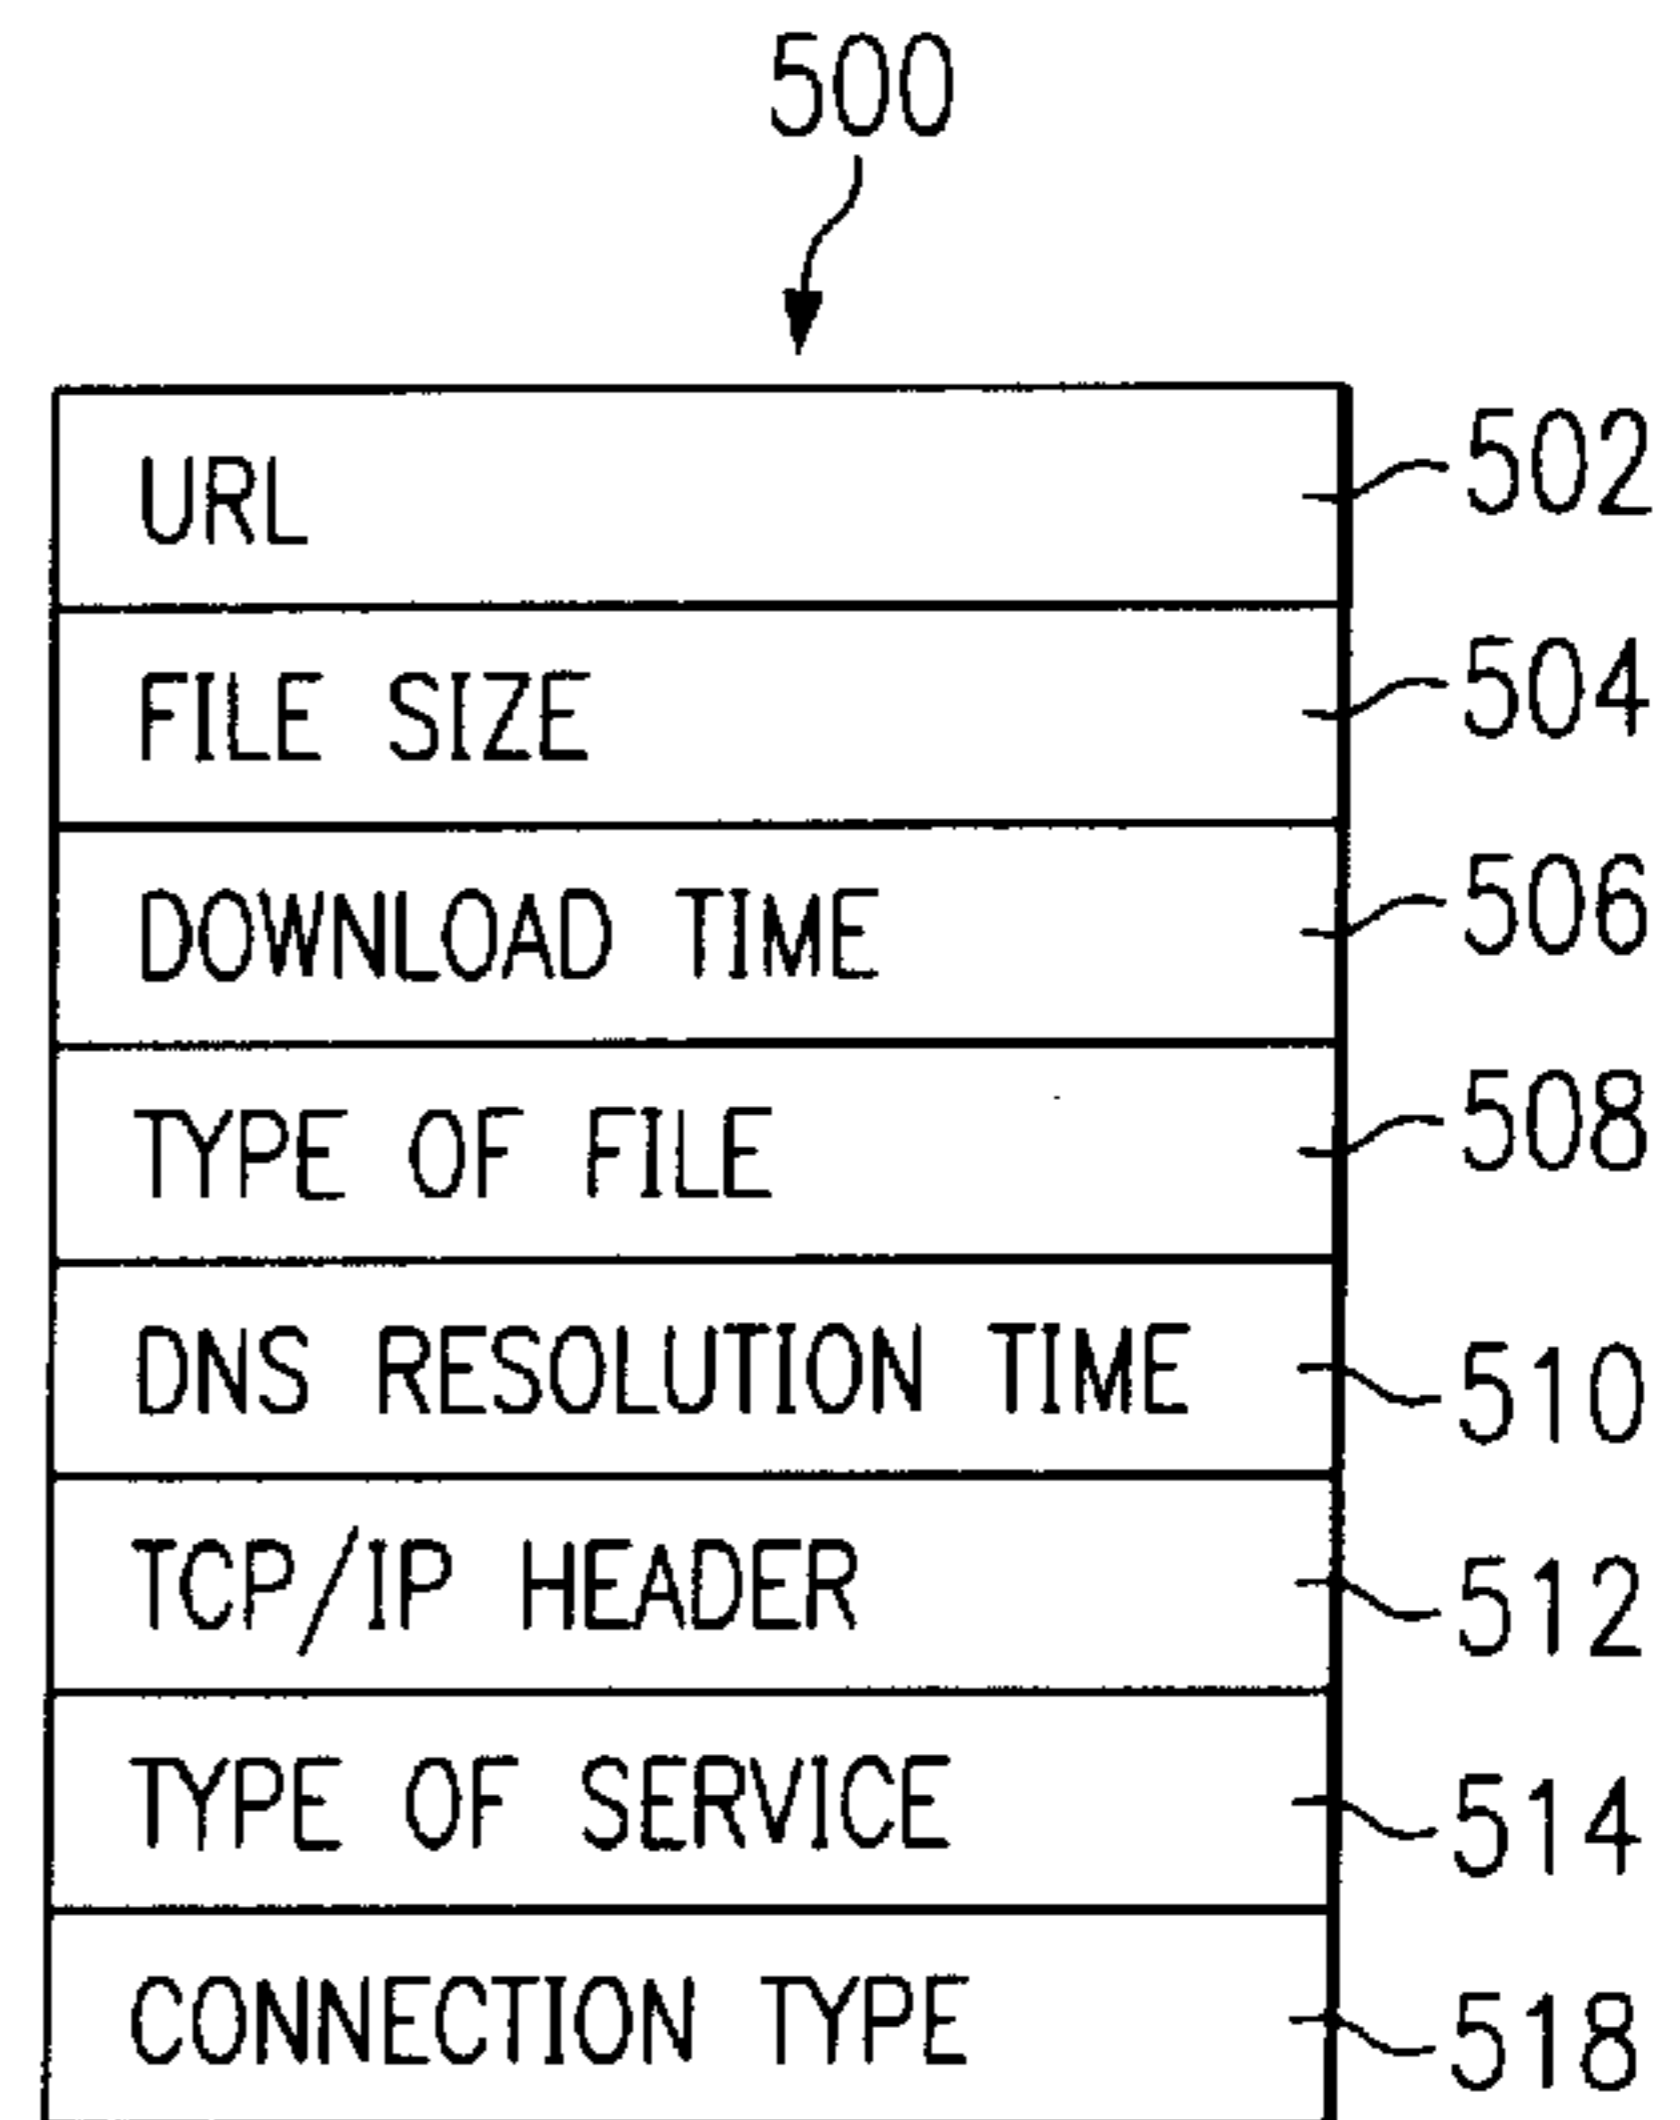 500
URL 502
FILE SIZE 504
DOWNLOAD TIME 506
TYPE OF FILE 508
DNS RESOLUTION TIME 510
TCP/IP HEADER 512
TYPE OF SERVICE 514
CONNECTION TYPE 518